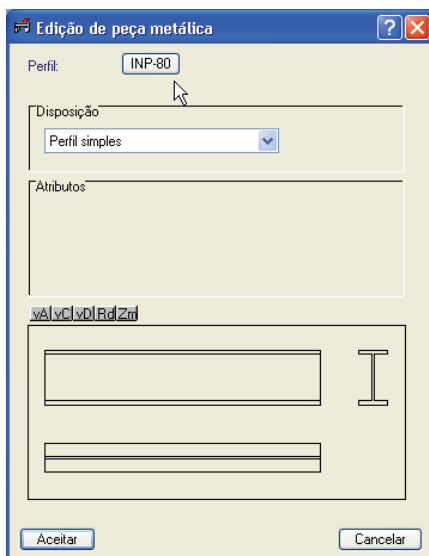 Edição de peça metálica
Perfil: INP-80
Disposição
Perfil simples
Atributos
vA vC vD Rd Zm
Aceitar Cancelar